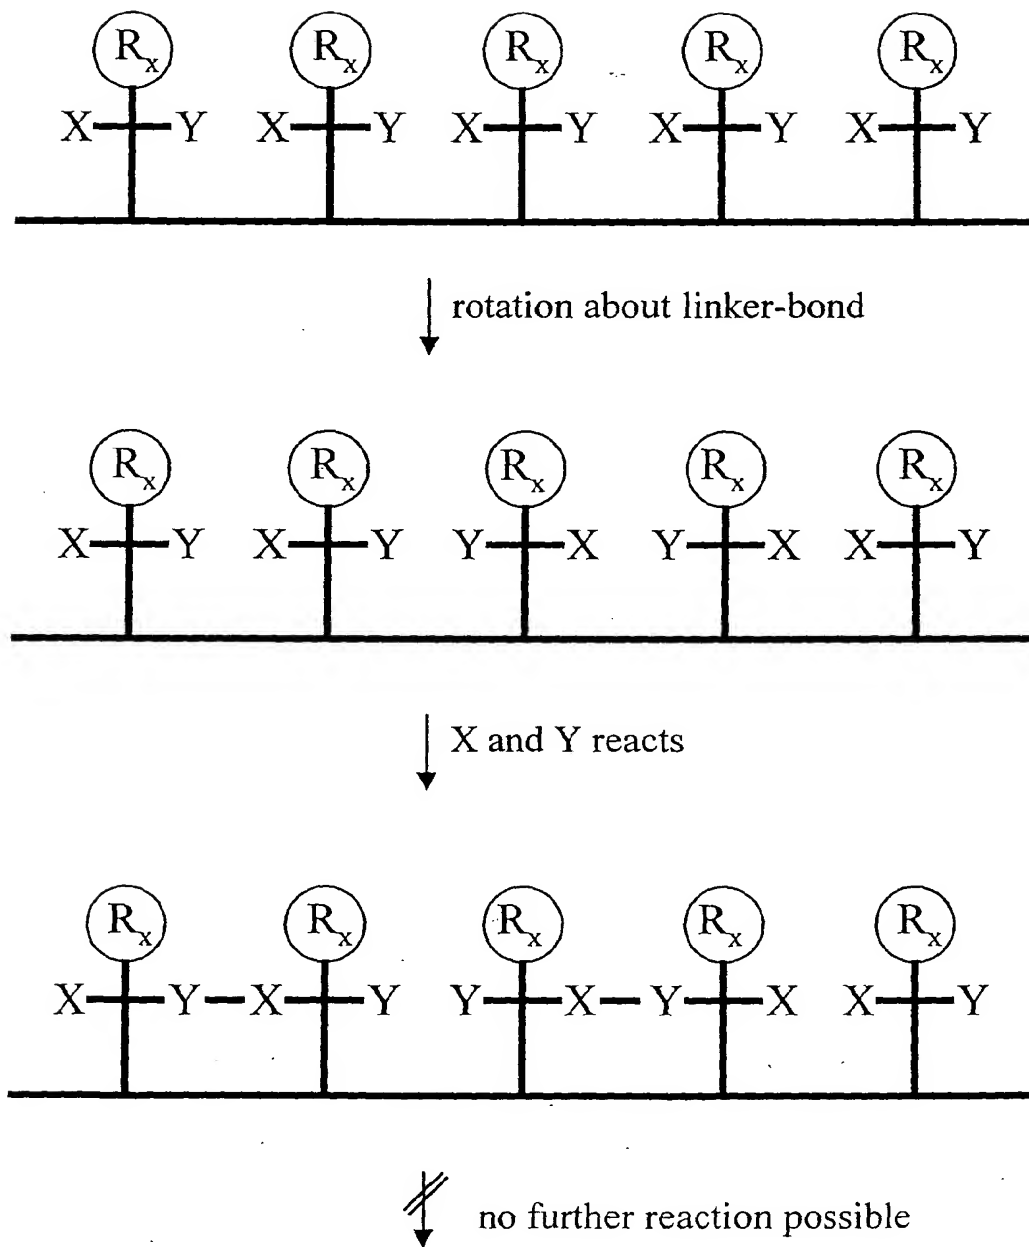 Rx Rx Rx Rx Rx
X Y X Y X Y X Y X Y
rotation about linker-bond
Rx Rx Rx Rx Rx
X Y X Y Y X Y X X Y
X and Y reacts
Rx Rx Rx Rx Rx
X Y X Y Y X Y X X Y
no further reaction possible